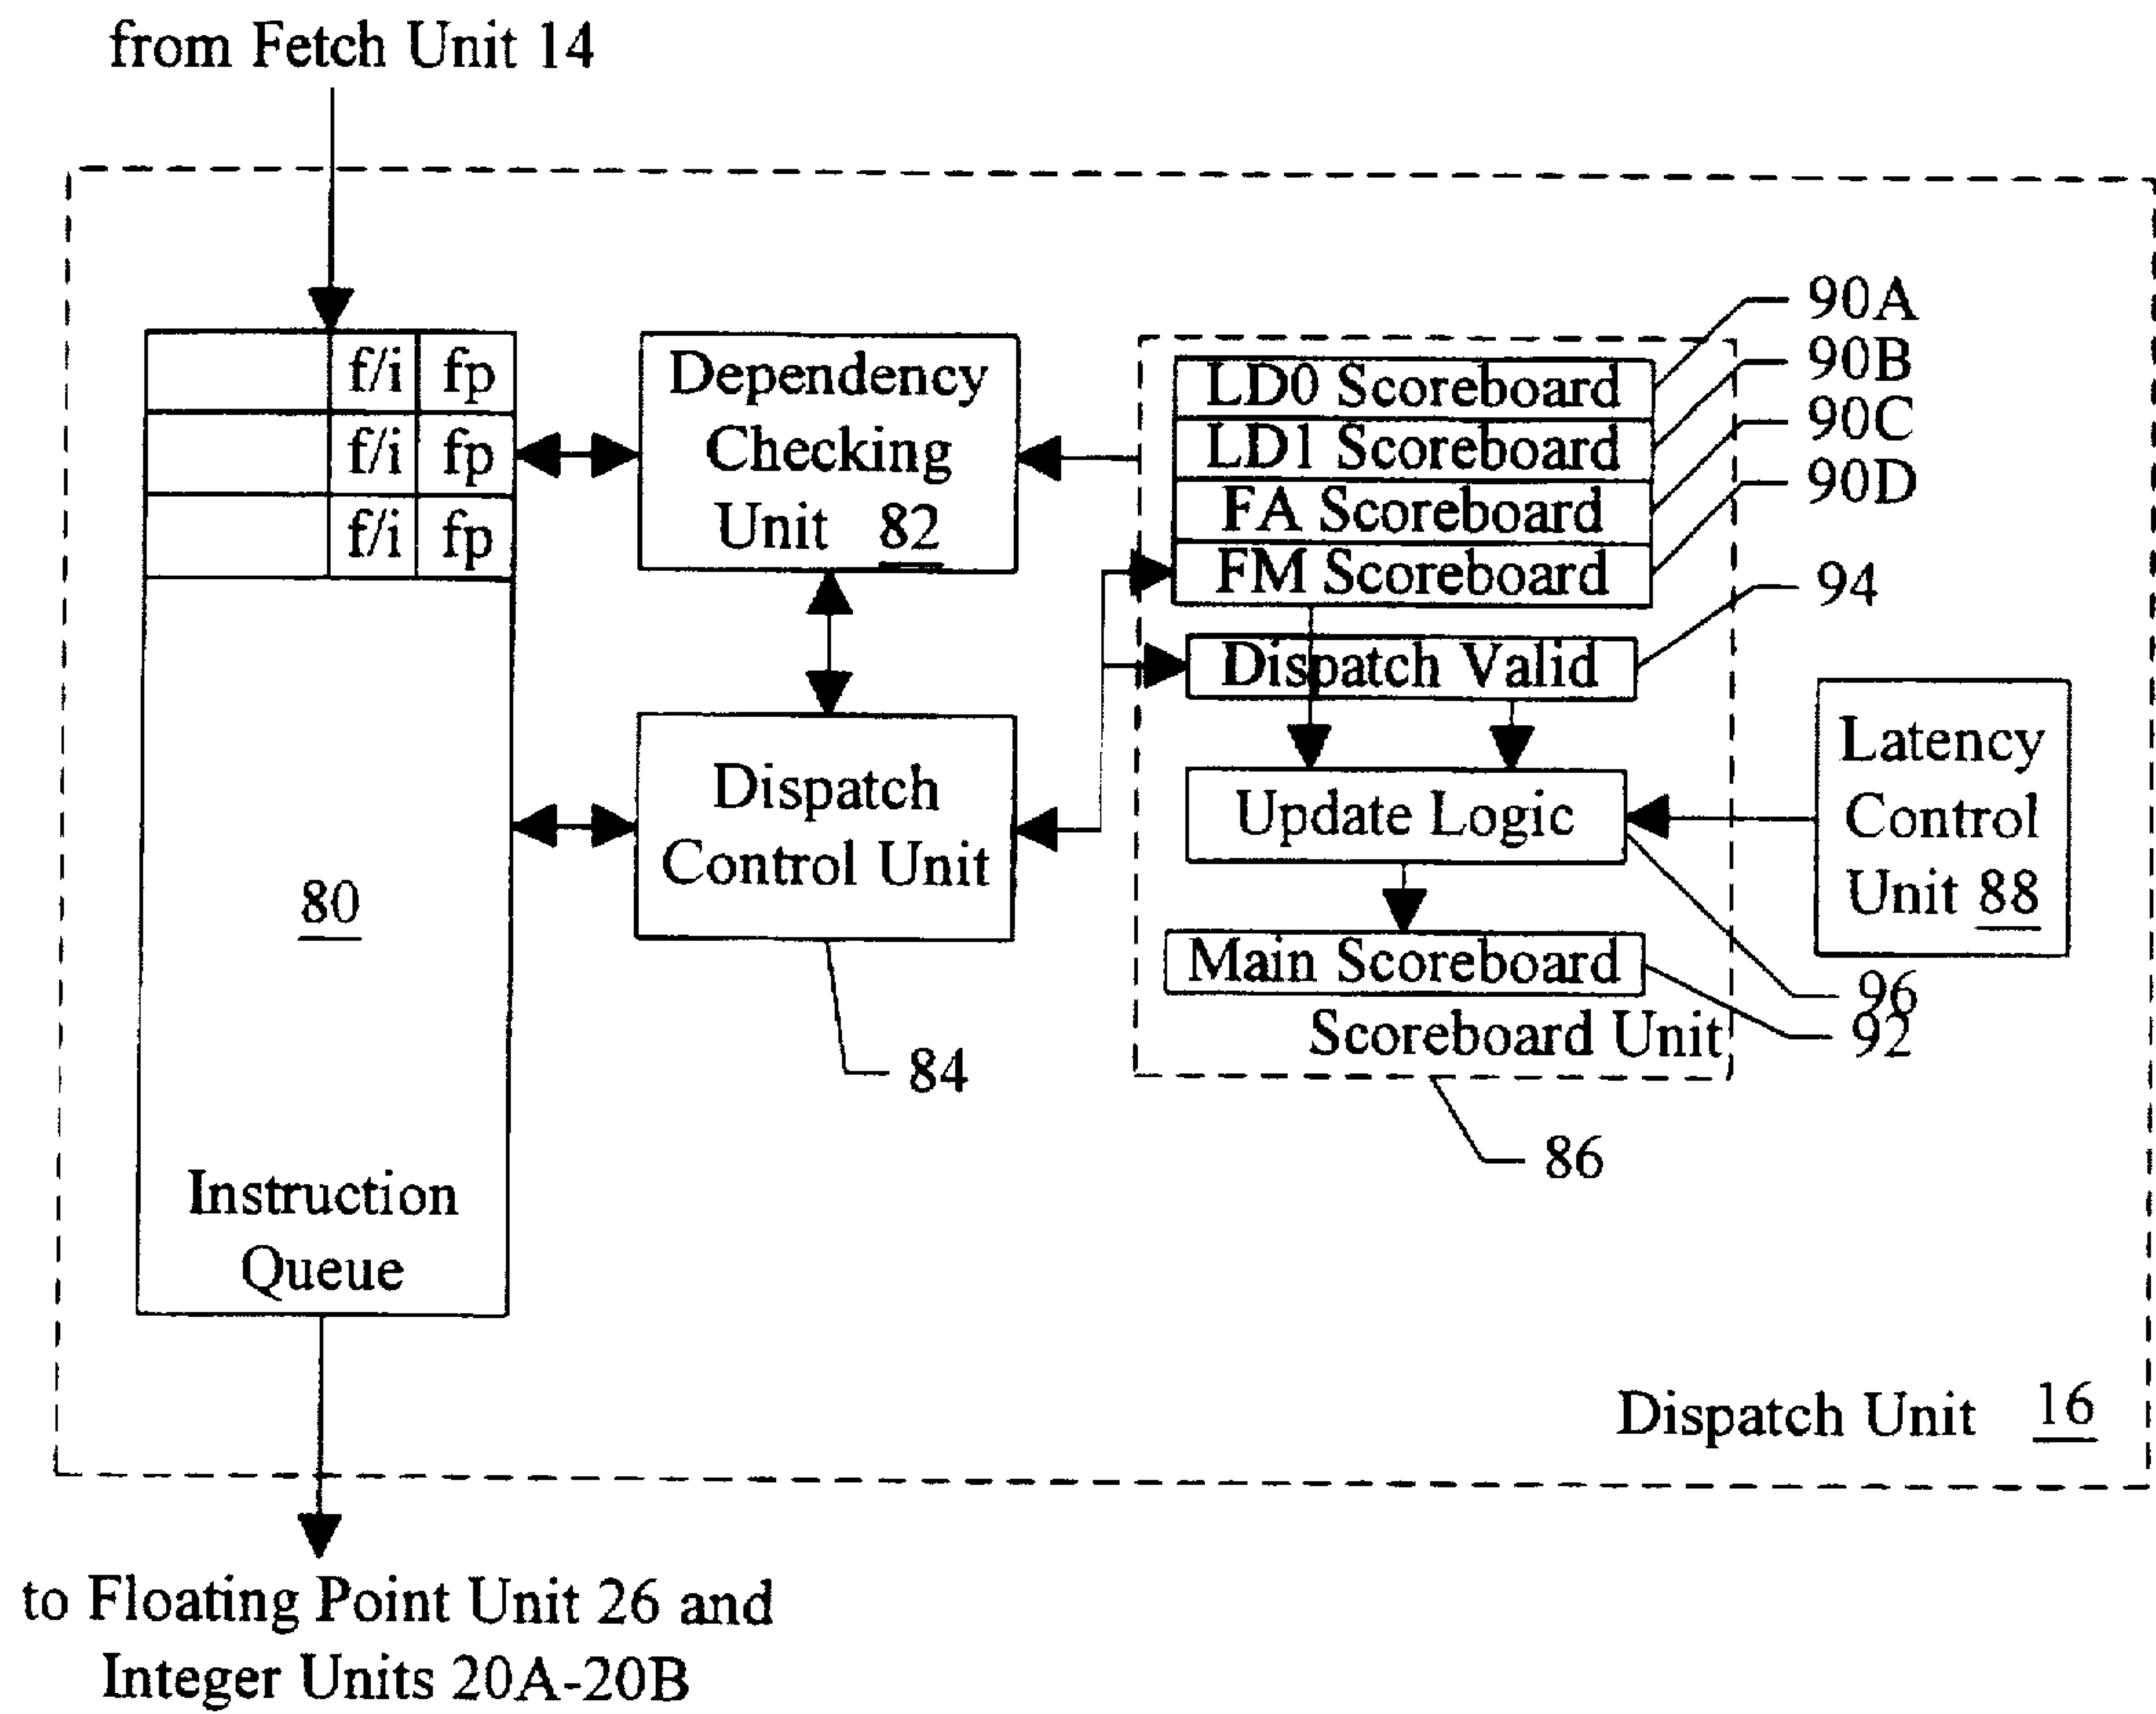 from Fetch Unit 14
f/i fp
f/i fp
f/i fp
80
Instruction
Queue
Dependency
Checking
Unit 82
Dispatch
Control Unit
84
LD0 Scoreboard
LD1 Scoreboard
FA Scoreboard
FM Scoreboard
Dispatch Valid
Update Logic
Main Scoreboard
Scoreboard Unit
86
90A
90B
90C
90D
94
Latency
Control
Unit 88
96
92
Dispatch Unit 16
to Floating Point Unit 26 and
Integer Units 20A-20B